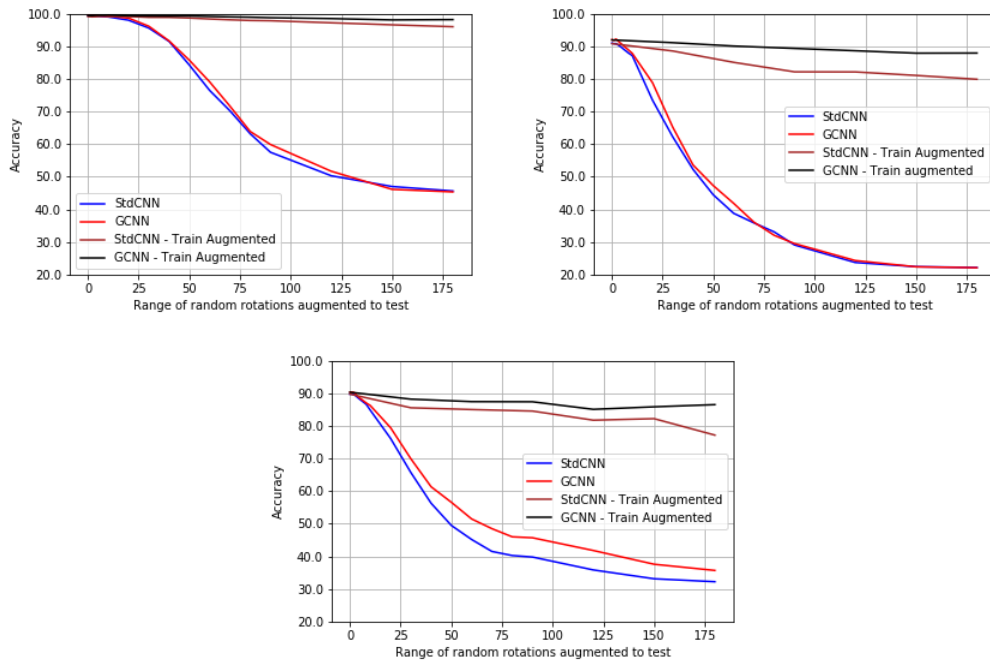 100.0
90.0
80.0
70.0
60.0
50.0
40.0
30.0
20.0
Accuracy
StdCNN
GCNN
StdCNN - Train Augmented
GCNN - Train Augmented
0 25 50 75 100 125 150 175
Range of random rotations augmented to test
100.0
90.0
80.0
70.0
60.0
50.0
40.0
30.0
20.0
Accuracy
StdCNN
GCNN
StdCNN - Train Augmented
GCNN - Train augmented
0 25 50 75 100 125 150 175
Range of random rotations augmented to test
100.0
90.0
80.0
70.0
60.0
50.0
40.0
30.0
20.0
Accuracy
StdCNN
GCNN
StdCNN - Train Augmented
GCNN - Train Augmented
0 25 50 75 100 125 150 175
Range of random rotations augmented to test